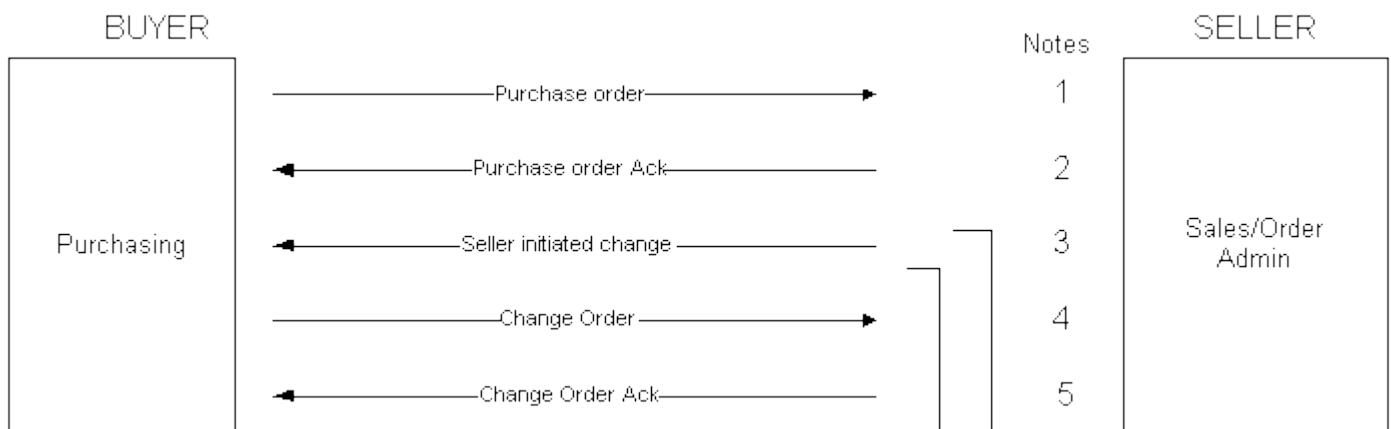 BUYER
SELLER
Notes
Purchase order
1
Purchase order Ack
2
Purchasing
Seller initiated change
3
Sales/Order
Admin
Change Order
4
Change Order Ack
5